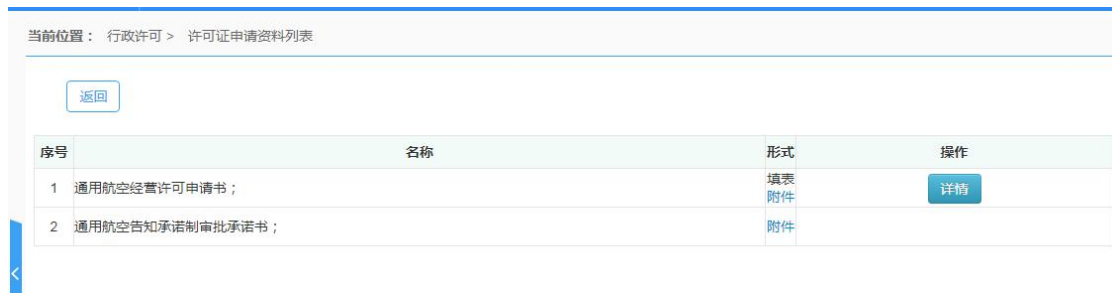 当前位置： 行政许可 > 许可证申请资料列表
返回
序号 名称 形式 操作
1 通用航空经营许可申请书； 填表 详情
附件
2 通用航空告知承诺制审批承诺书； 附件